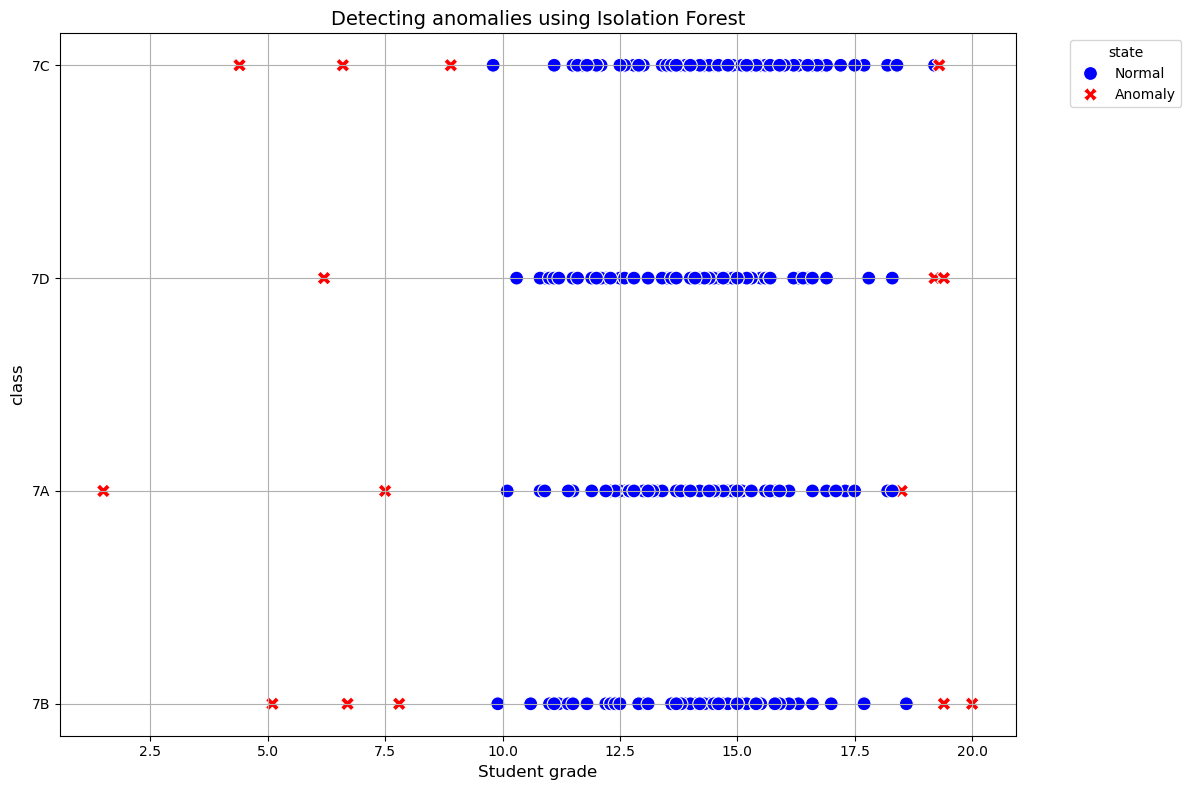 Detecting anomalies using Isolation Forest
state
Normal
Anomaly
7C
7D
7A
7B
class
2.5 5.0 7.5 10.0 12.5 15.0 17.5 20.0
Student grade